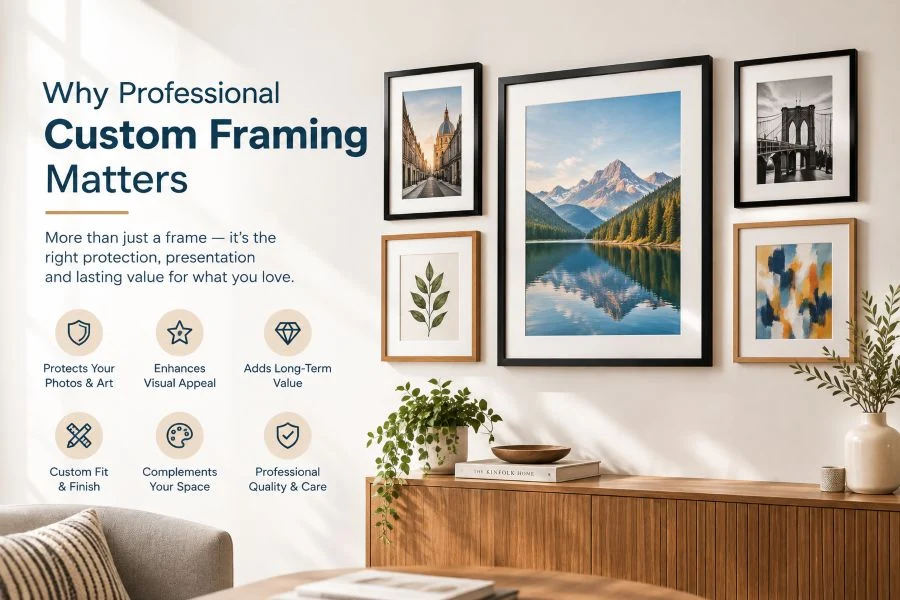 Why Professional
Custom Framing
Matters
More than just a frame — it's the
right protection, presentation
and lasting value for what you love.
Protects Your
Photos & Art
Enhances
Visual Appeal
Adds Long-Term
Value
Custom Fit
& Finish
Complements
Your Space
Professional
Quality & Care
THE KINFOLK HOME